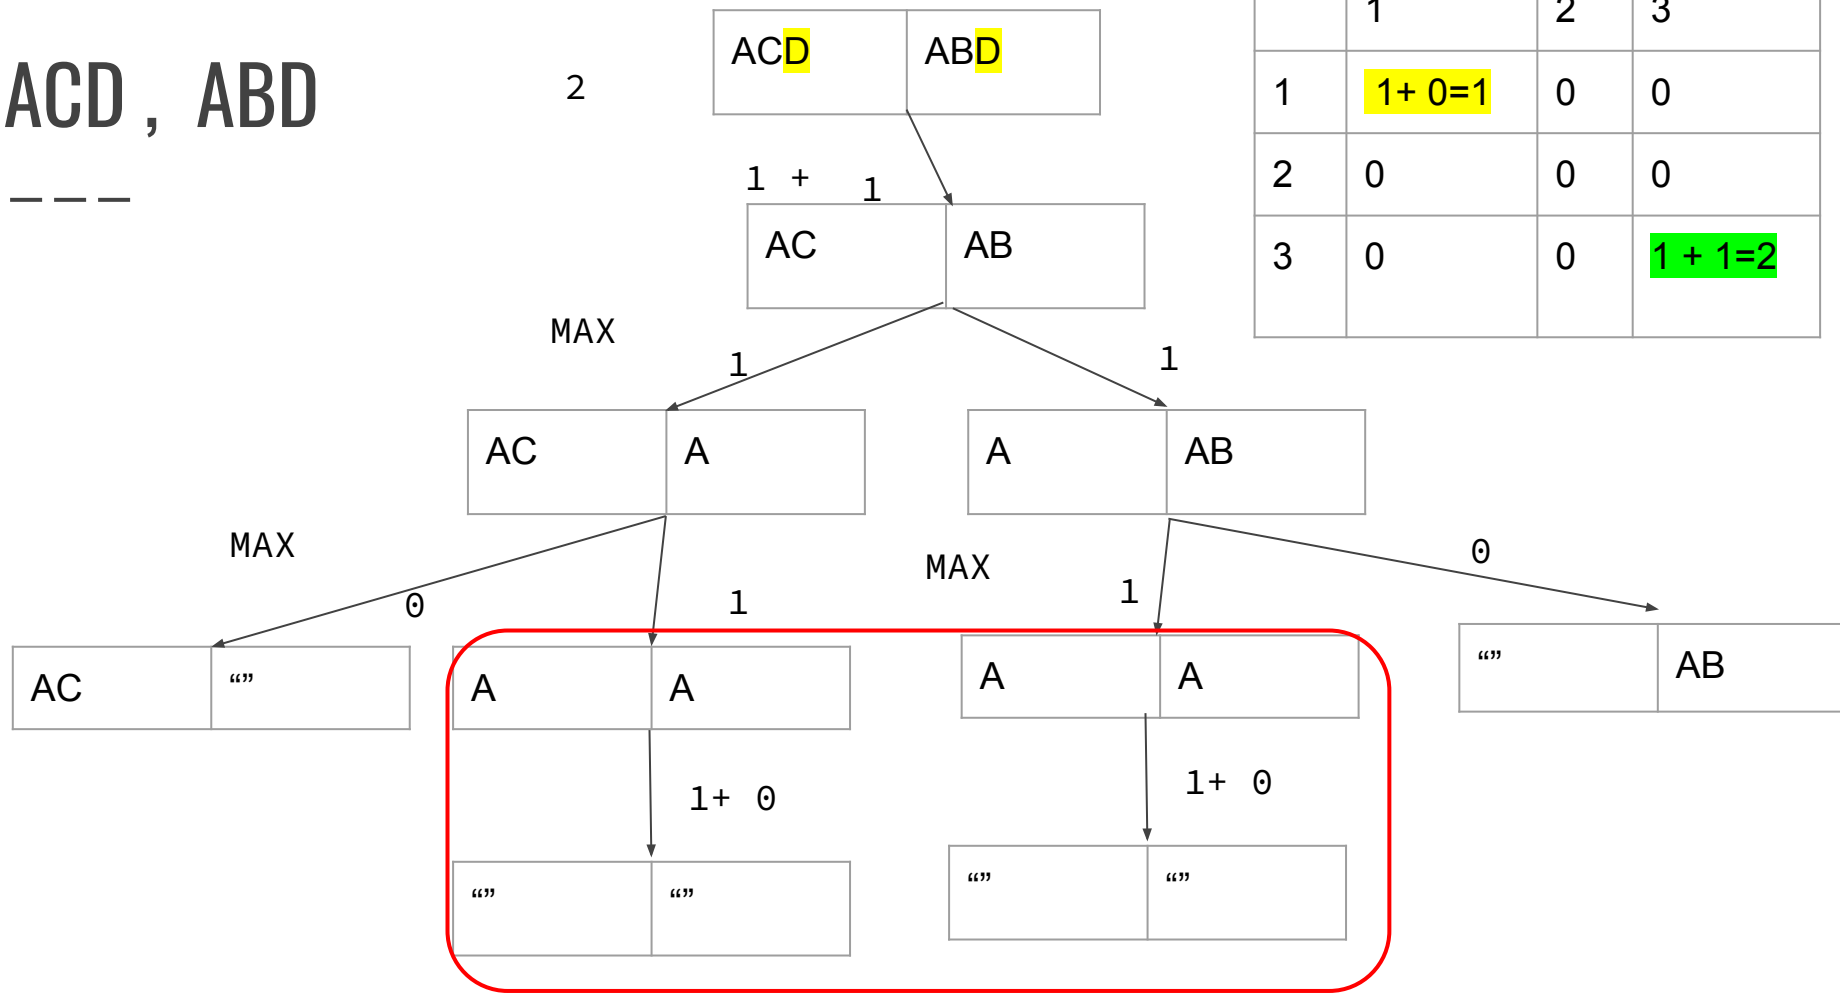 ACD , ABD
---
2
ACD ABD
1 2 3
1 1+ 0=1 0 0
2 0 0 0
3 0 0 1 + 1=2
1 + 1
AC AB
MAX
1 1
AC A
A AB
MAX
MAX
0 1 1 0
AC “”
A A
A A
“” AB
1+ 0
1+ 0
“” “”
“” “”